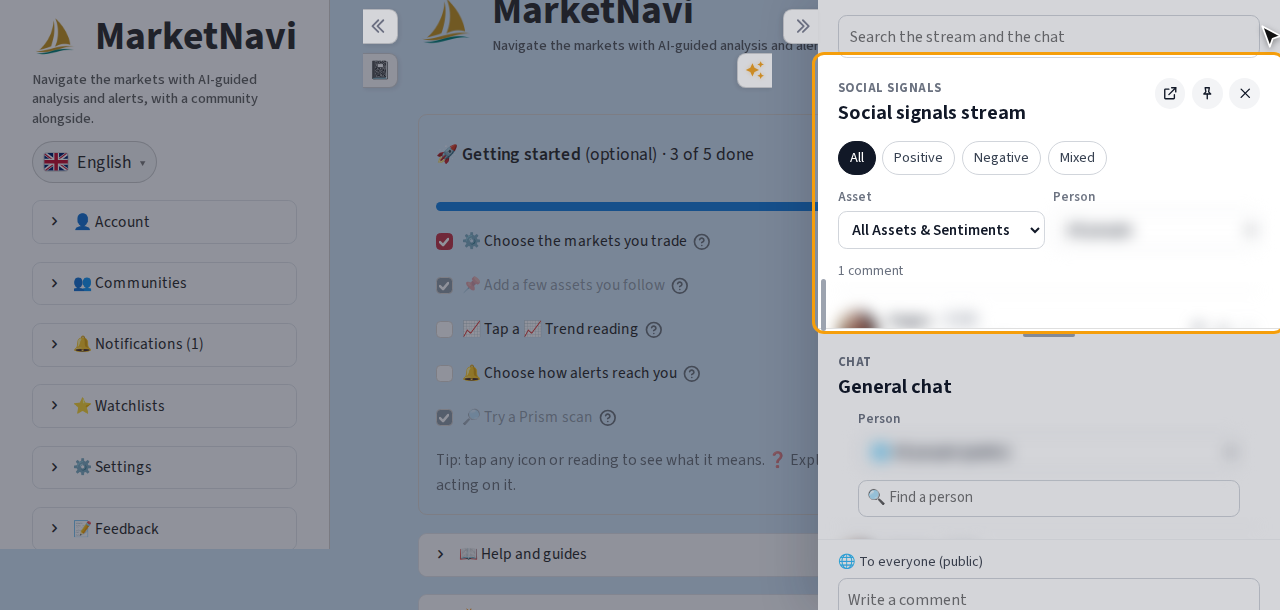 MarketNavi
Navigate the markets with AI-guided
analysis and alerts, with a community
alongside.
English
👤 Account
👥 Communities
🔔 Notifications (1)
⭐ Watchlists
⚙️ Settings
📝 Feedback
MarketNavi
Navigate the markets with AI-guided analysis and
🚀 Getting started (optional) · 3 of 5 done
⚙️ Choose the markets you trade
📌 Add a few assets you follow
📈 Tap a 📈 Trend reading
🔔 Choose how alerts reach you
🔎 Try a Prism scan
Tip: tap any icon or reading to see what it means. ❓
acting on it.
📖 Help and guides
Search the stream and the chat
SOCIAL SIGNALS
Social signals stream
All
Positive
Negative
Mixed
Asset
Person
All Assets & Sentiments
1 comment
CHAT
General chat
Person
🔍 Find a person
🌐 To everyone (public)
Write a comment